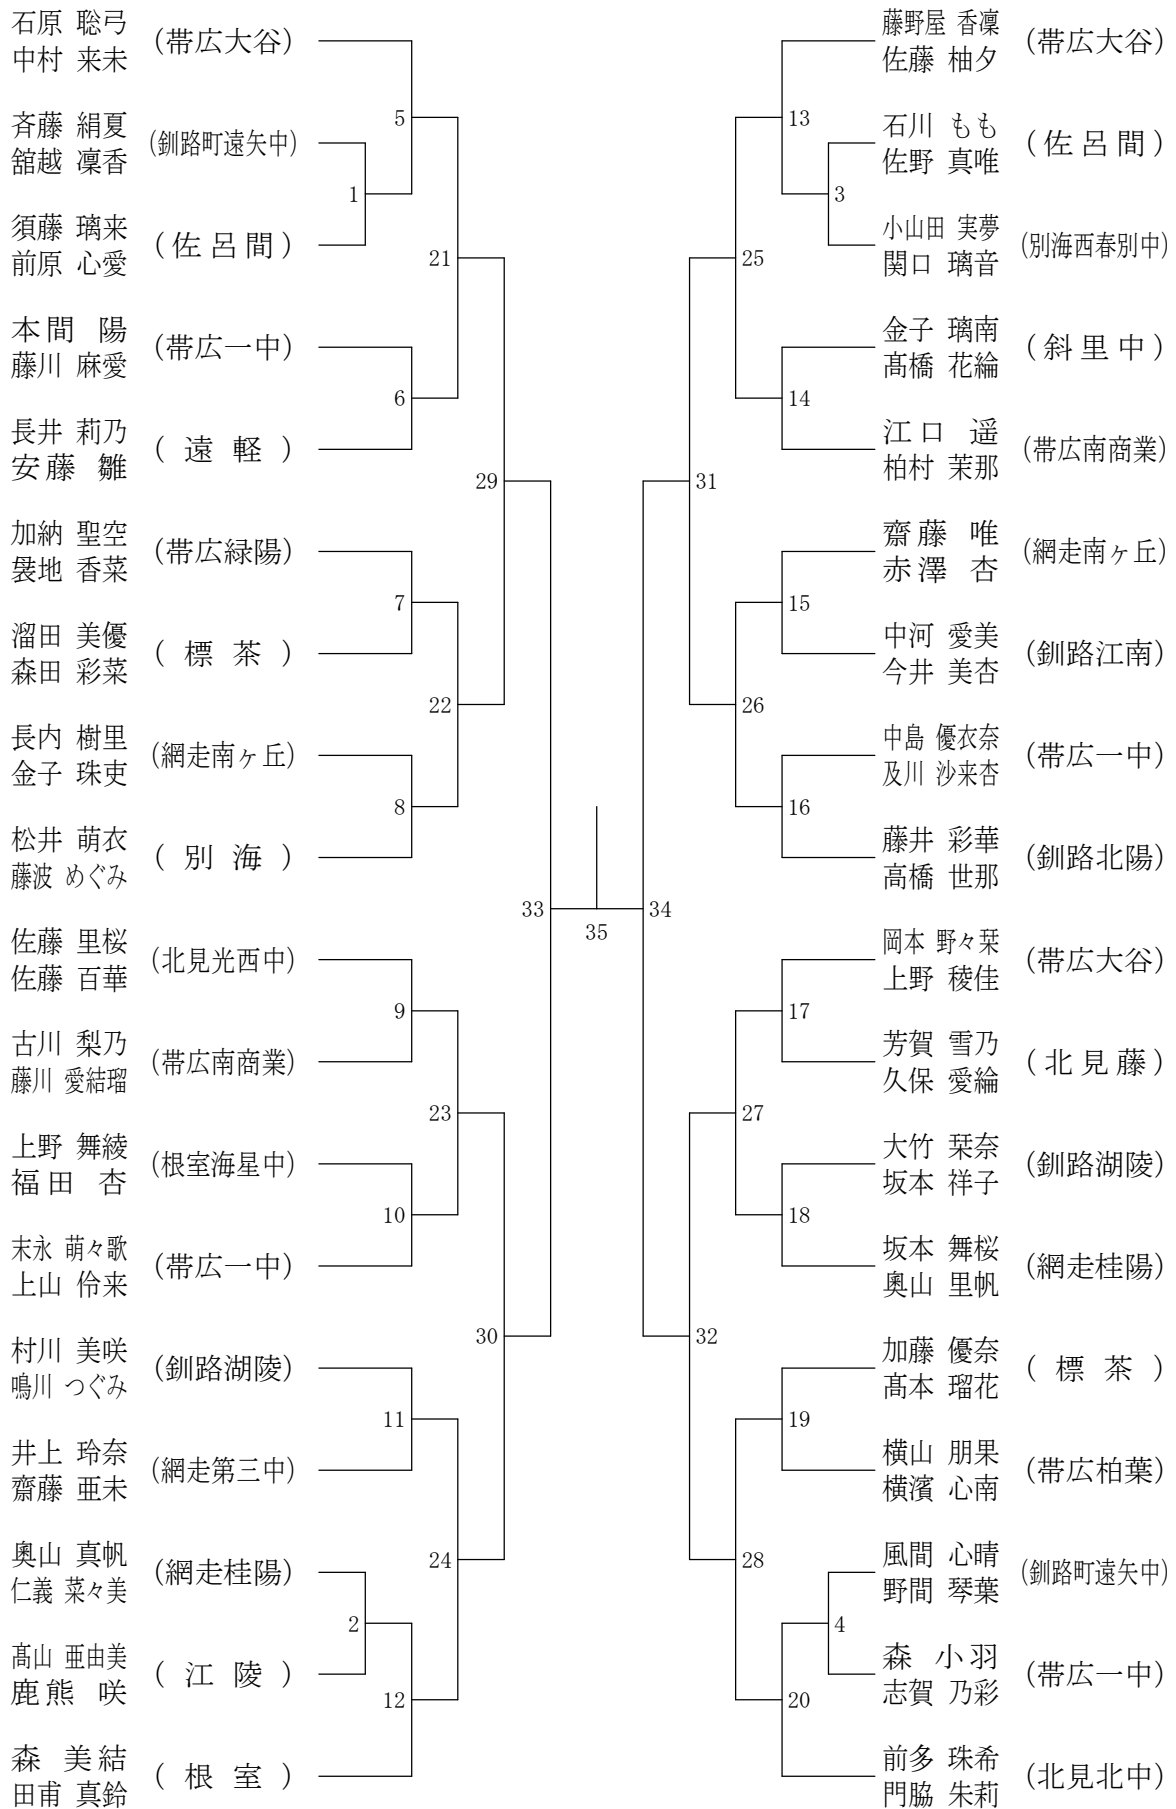 石原 聡弓
中村 来未
(帯広大谷)
斉藤 絹夏
舘越 凜香
(釧路町遠矢中)
須藤 璃来
前原 心愛
(佐呂間)
本間 陽
藤川 麻愛
(帯広一中)
長井 莉乃
安藤 雛
(遠軽)
加納 聖空
袰地 香菜
(帯広緑陽)
溜田 美優
森田 彩菜
(標茶)
長内 樹里
金子 珠吏
(網走南ヶ丘)
松井 萌衣
藤波 めぐみ
(別海)
佐藤 里桜
佐藤 百華
(北見光西中)
古川 梨乃
藤川 愛結瑠
(帯広南商業)
上野 舞綾
福田 杏
(根室海星中)
末永 萌々歌
上山 伶来
(帯広一中)
村川 美咲
鳴川 つぐみ
(釧路湖陵)
井上 玲奈
齋藤 亜未
(網走第三中)
奥山 真帆
仁義 菜々美
(網走桂陽)
髙山 亜由美
鹿熊 咲
(江陵)
森 美結
田甫 真鈴
(根室)
1
2
5
6
7
8
9
10
11
12
21
22
23
24
29
30
33
35
34
31
32
25
26
27
28
13
14
15
16
17
18
19
20
3
4
藤野屋 香凜
佐藤 柚夕
(帯広大谷)
石川 もも
佐野 真唯
(佐呂間)
小山田 実夢
関口 璃音
(別海西春別中)
金子 璃南
髙橋 花綸
(斜里中)
江口 遥
柏村 茉那
(帯広南商業)
齋藤 唯
赤澤 杏
(網走南ヶ丘)
中河 愛美
今井 美杏
(釧路江南)
中島 優衣奈
及川 沙来杏
(帯広一中)
藤井 彩華
高橋 世那
(釧路北陽)
岡本 野々栞
上野 稜佳
(帯広大谷)
芳賀 雪乃
久保 愛綸
(北見藤)
大竹 栞奈
坂本 祥子
(釧路湖陵)
坂本 舞桜
奥山 里帆
(網走桂陽)
加藤 優奈
髙本 瑠花
(標茶)
横山 朋果
横濱 心南
(帯広柏葉)
風間 心晴
野間 琴葉
(釧路町遠矢中)
森 小羽
志賀 乃彩
(帯広一中)
前多 珠希
門脇 朱莉
(北見北中)